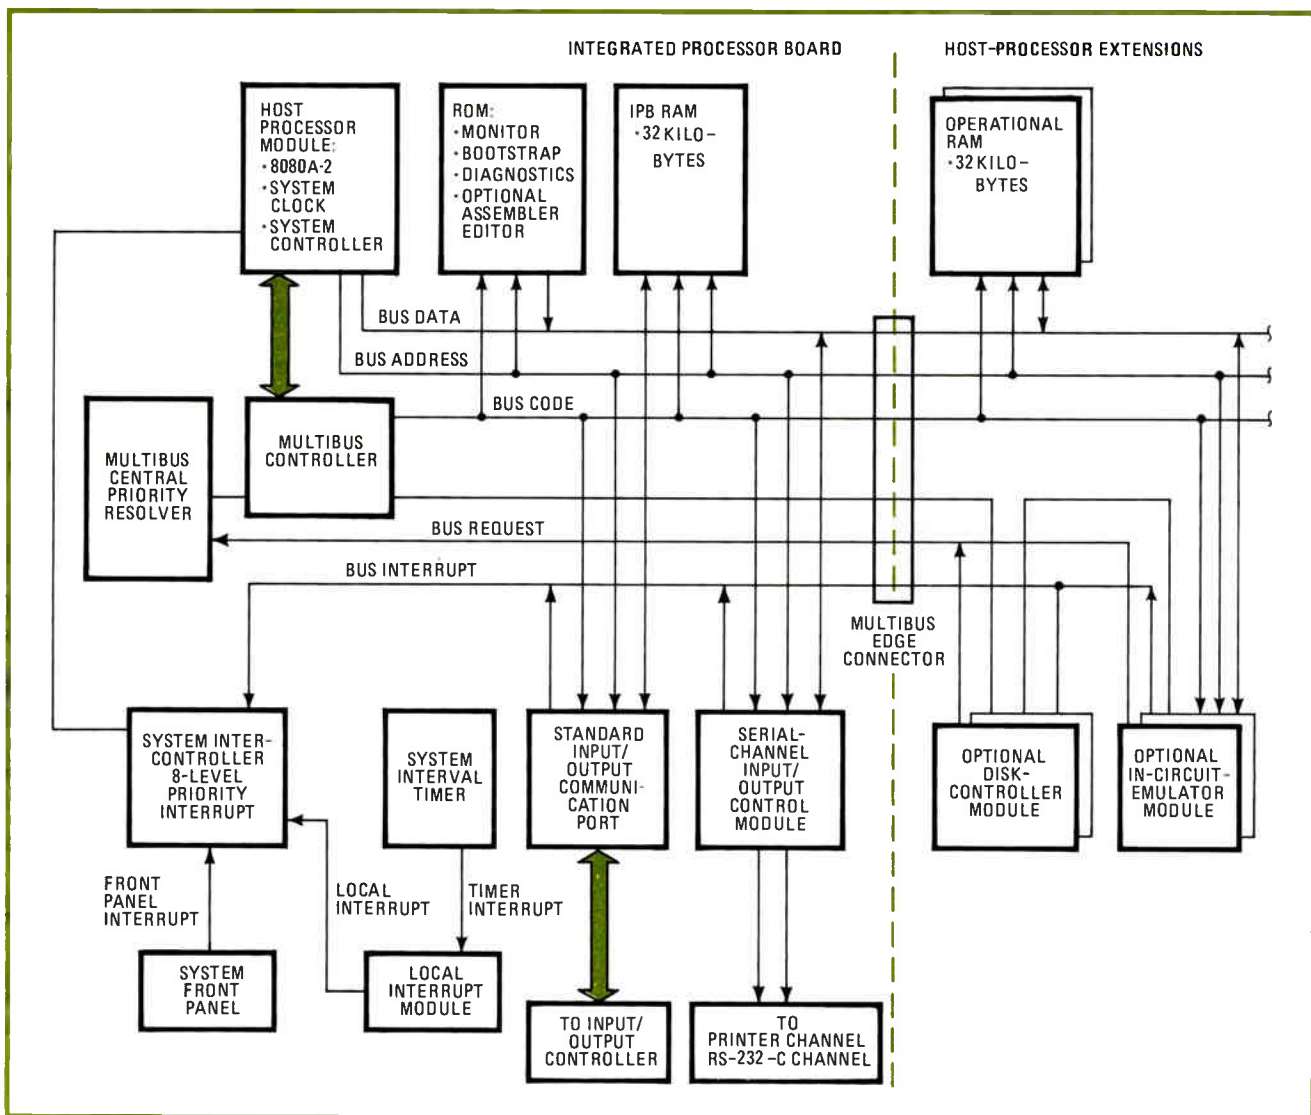 INTEGRATED PROCESSOR BOARD
HOST-PROCESSOR EXTENSIONS
HOST
PROCESSOR
MODULE:
·8080A-2
·SYSTEM
CLOCK
·SYSTEM
CONTROLLER
ROM:
·MONITOR
·BOOTSTRAP
·DIAGNOSTICS
·OPTIONAL
ASSEMBLER
EDITOR
IPB RAM
·32 KILO-
BYTES
OPERATIONAL
RAM
·32 KILO-
BYTES
BUS DATA
BUS ADDRESS
BUS CODE
MULTIBUS
CENTRAL
PRIORITY
RESOLVER
MULTIBUS
CONTROLLER
BUS REQUEST
BUS INTERRUPT
MULTIBUS
EDGE
CONNECTOR
SYSTEM INTER-
CONTROLLER
8-LEVEL
PRIORITY
INTERRUPT
SYSTEM
INTERVAL
TIMER
STANDARD
INPUT/
OUTPUT
COMMUNI-
CATION
PORT
SERIAL-
CHANNEL
INPUT/
OUTPUT
CONTROL
MODULE
OPTIONAL
DISK-
CONTROLLER
MODULE
OPTIONAL
IN-CIRCUIT-
EMULATOR
MODULE
FRONT
PANEL
INTERRUPT
LOCAL
INTERRUPT
TIMER
INTERRUPT
SYSTEM
FRONT
PANEL
LOCAL
INTERRUPT
MODULE
TO INPUT/
OUTPUT
CONTROLLER
TO
PRINTER CHANNEL
RS-232-C CHANNEL